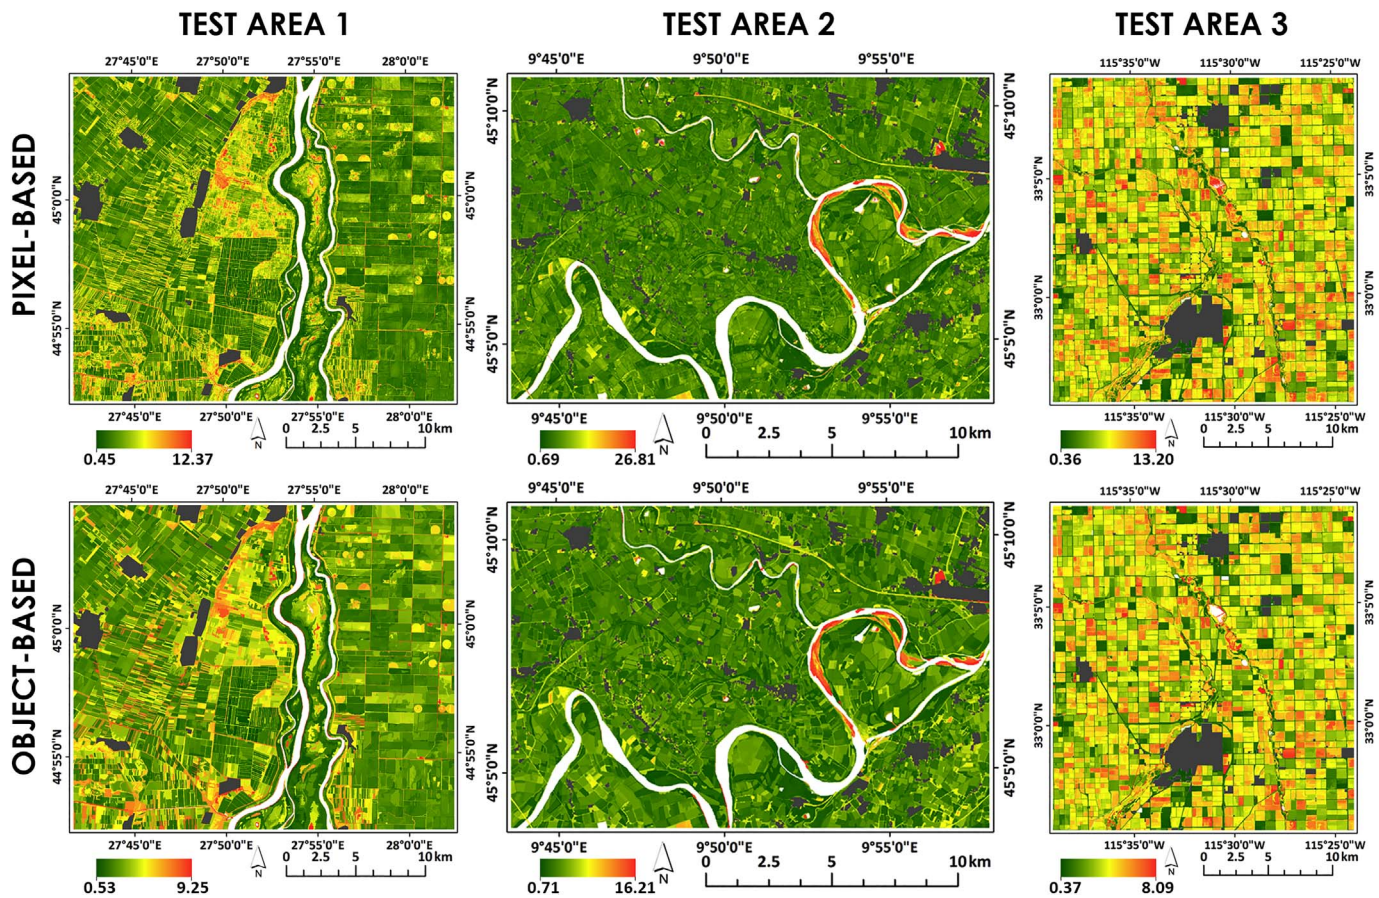 TEST AREA 1 TEST AREA 2 TEST AREA 3
27°45'0"E 27°50'0"E 27°55'0"E 28°0'0"E 9°45'0"E 9°50'0"E 9°55'0"E 115°35'0"W 115°30'0"W 115°25'0"W
PIXEL-BASED
45°0'0"N 44°55'0"N
45°0'0"N 44°55'0"N
45°10'0"N 45°5'0"N
45°10'0"N 45°5'0"N
33°5'0"N 33°0'0"N
33°5'0"N 33°0'0"N
27°45'0"E 27°50'0"E 27°55'0"E 28°0'0"E 9°45'0"E 9°50'0"E 9°55'0"E 115°35'0"W 115°30'0"W 115°25'0"W
0.45 12.37 N 0 2.5 5 10 km
0.69 26.81 N 0 2.5 5 10 km
0.36 13.20 N 0 2.5 5 10 km
27°45'0"E 27°50'0"E 27°55'0"E 28°0'0"E 9°45'0"E 9°50'0"E 9°55'0"E 115°35'0"W 115°30'0"W 115°25'0"W
OBJECT-BASED
45°0'0"N 44°55'0"N
45°0'0"N 44°55'0"N
45°10'0"N 45°5'0"N
45°10'0"N 45°5'0"N
33°5'0"N 33°0'0"N
33°5'0"N 33°0'0"N
27°45'0"E 27°50'0"E 27°55'0"E 28°0'0"E 9°45'0"E 9°50'0"E 9°55'0"E 115°35'0"W 115°30'0"W 115°25'0"W
0.53 9.25 N 0 2.5 5 10 km
0.71 16.21 N 0 2.5 5 10 km
0.37 8.09 N 0 2.5 5 10 km